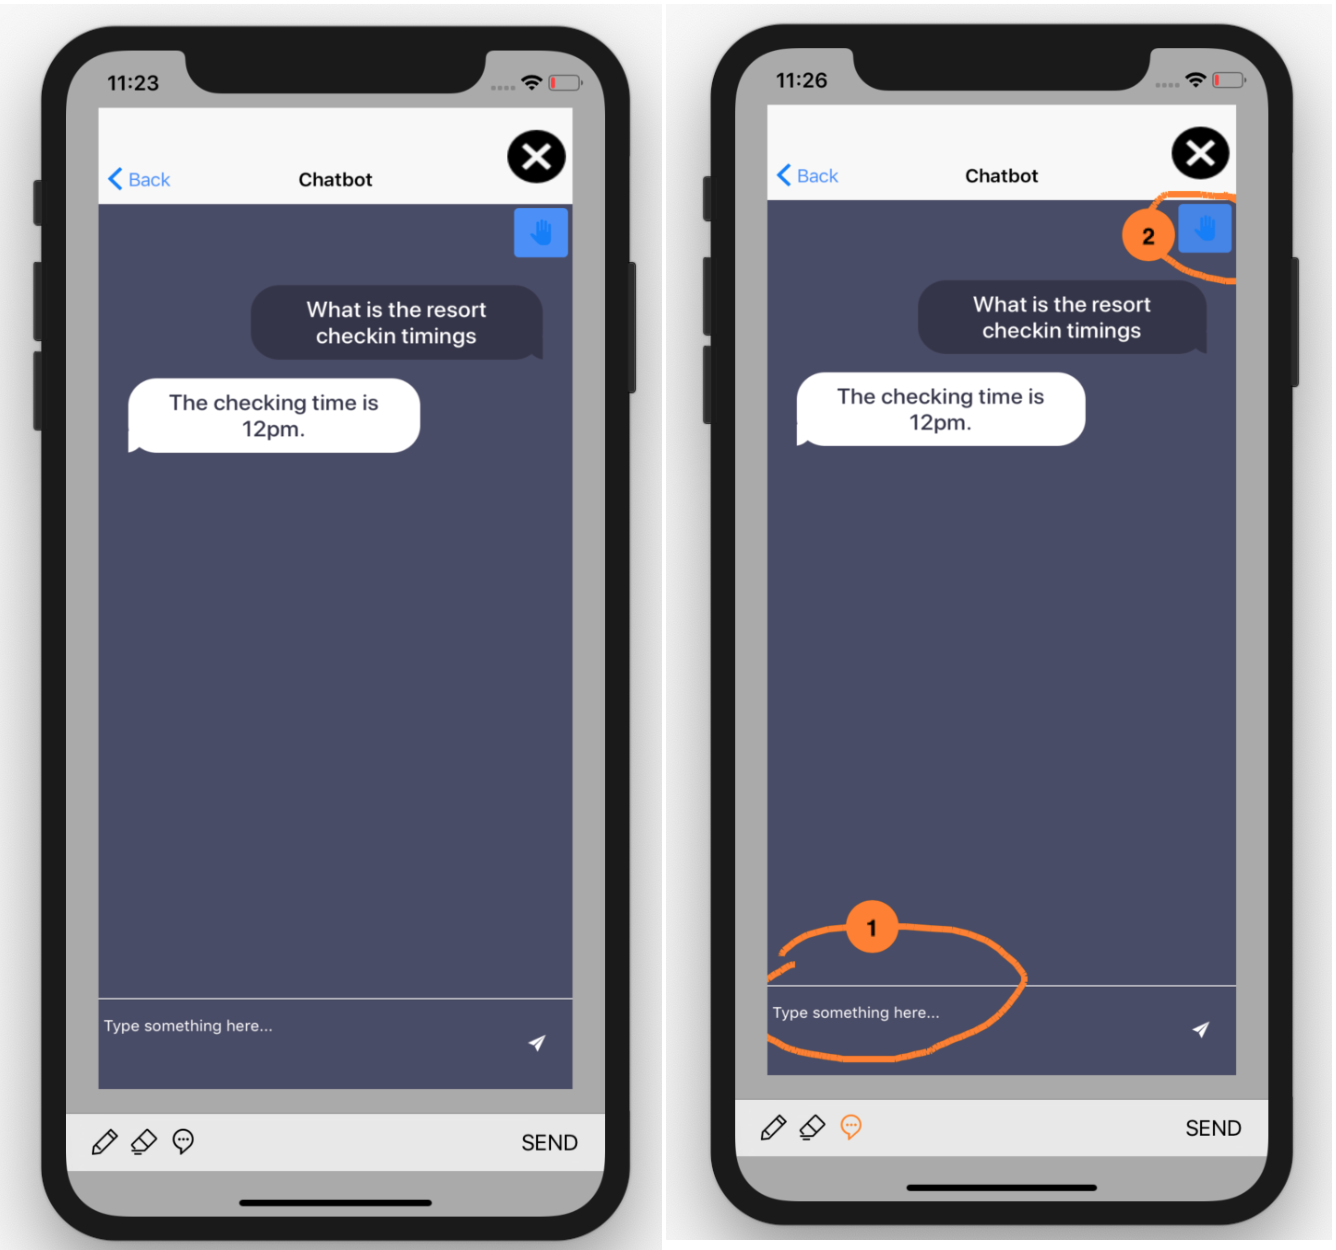 11:23
Back
Chatbot
What is the resort
checkin timings
The checking time is
12pm.
Type something here...
SEND
11:26
Back
Chatbot
2
What is the resort
checkin timings
The checking time is
12pm.
1
Type something here...
SEND